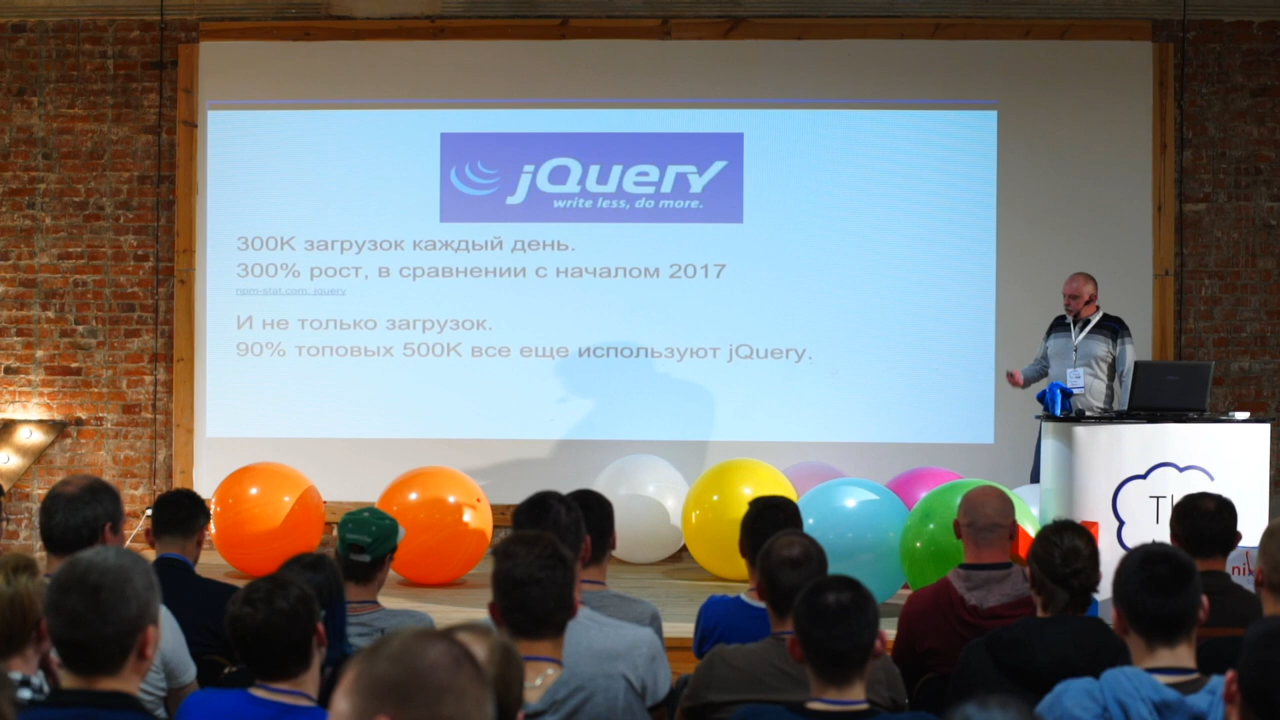 jQuery
write less, do more.
300K загрузок каждый день.
300% рост, в сравнении с началом 2017
npm-stat.com: jquery
И не только загрузок.
90% топовых 500K все еще используют jQuery.